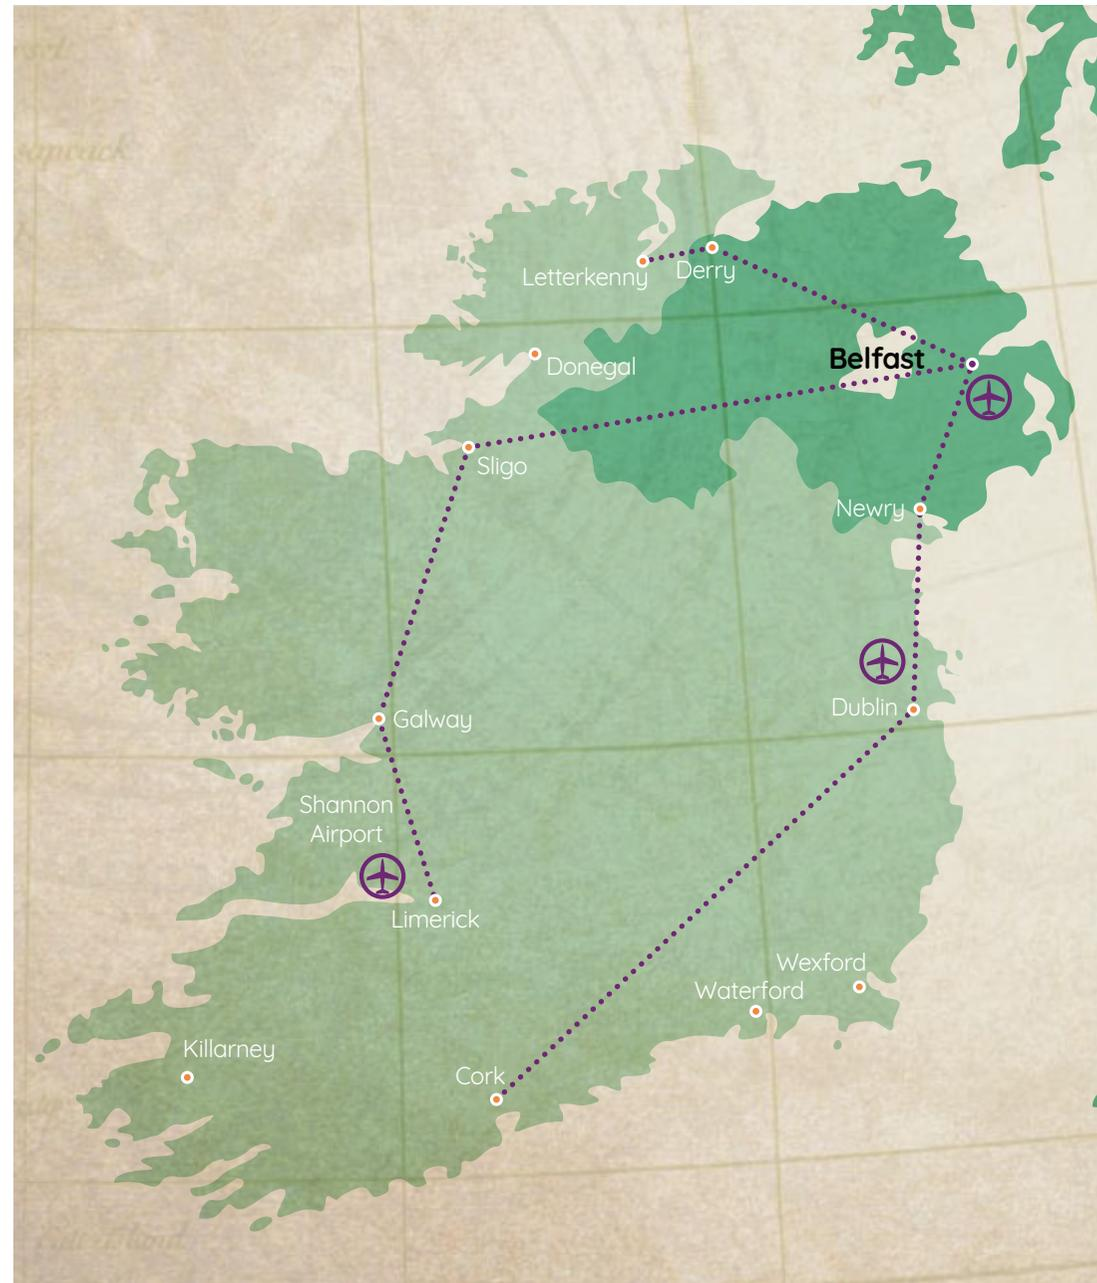 Letterkenny
Derry
Belfast
Donegal
Sligo
Newry
Dublin
Galway
Shannon
Airport
Limerick
Wexford
Waterford
Killarney
Cork